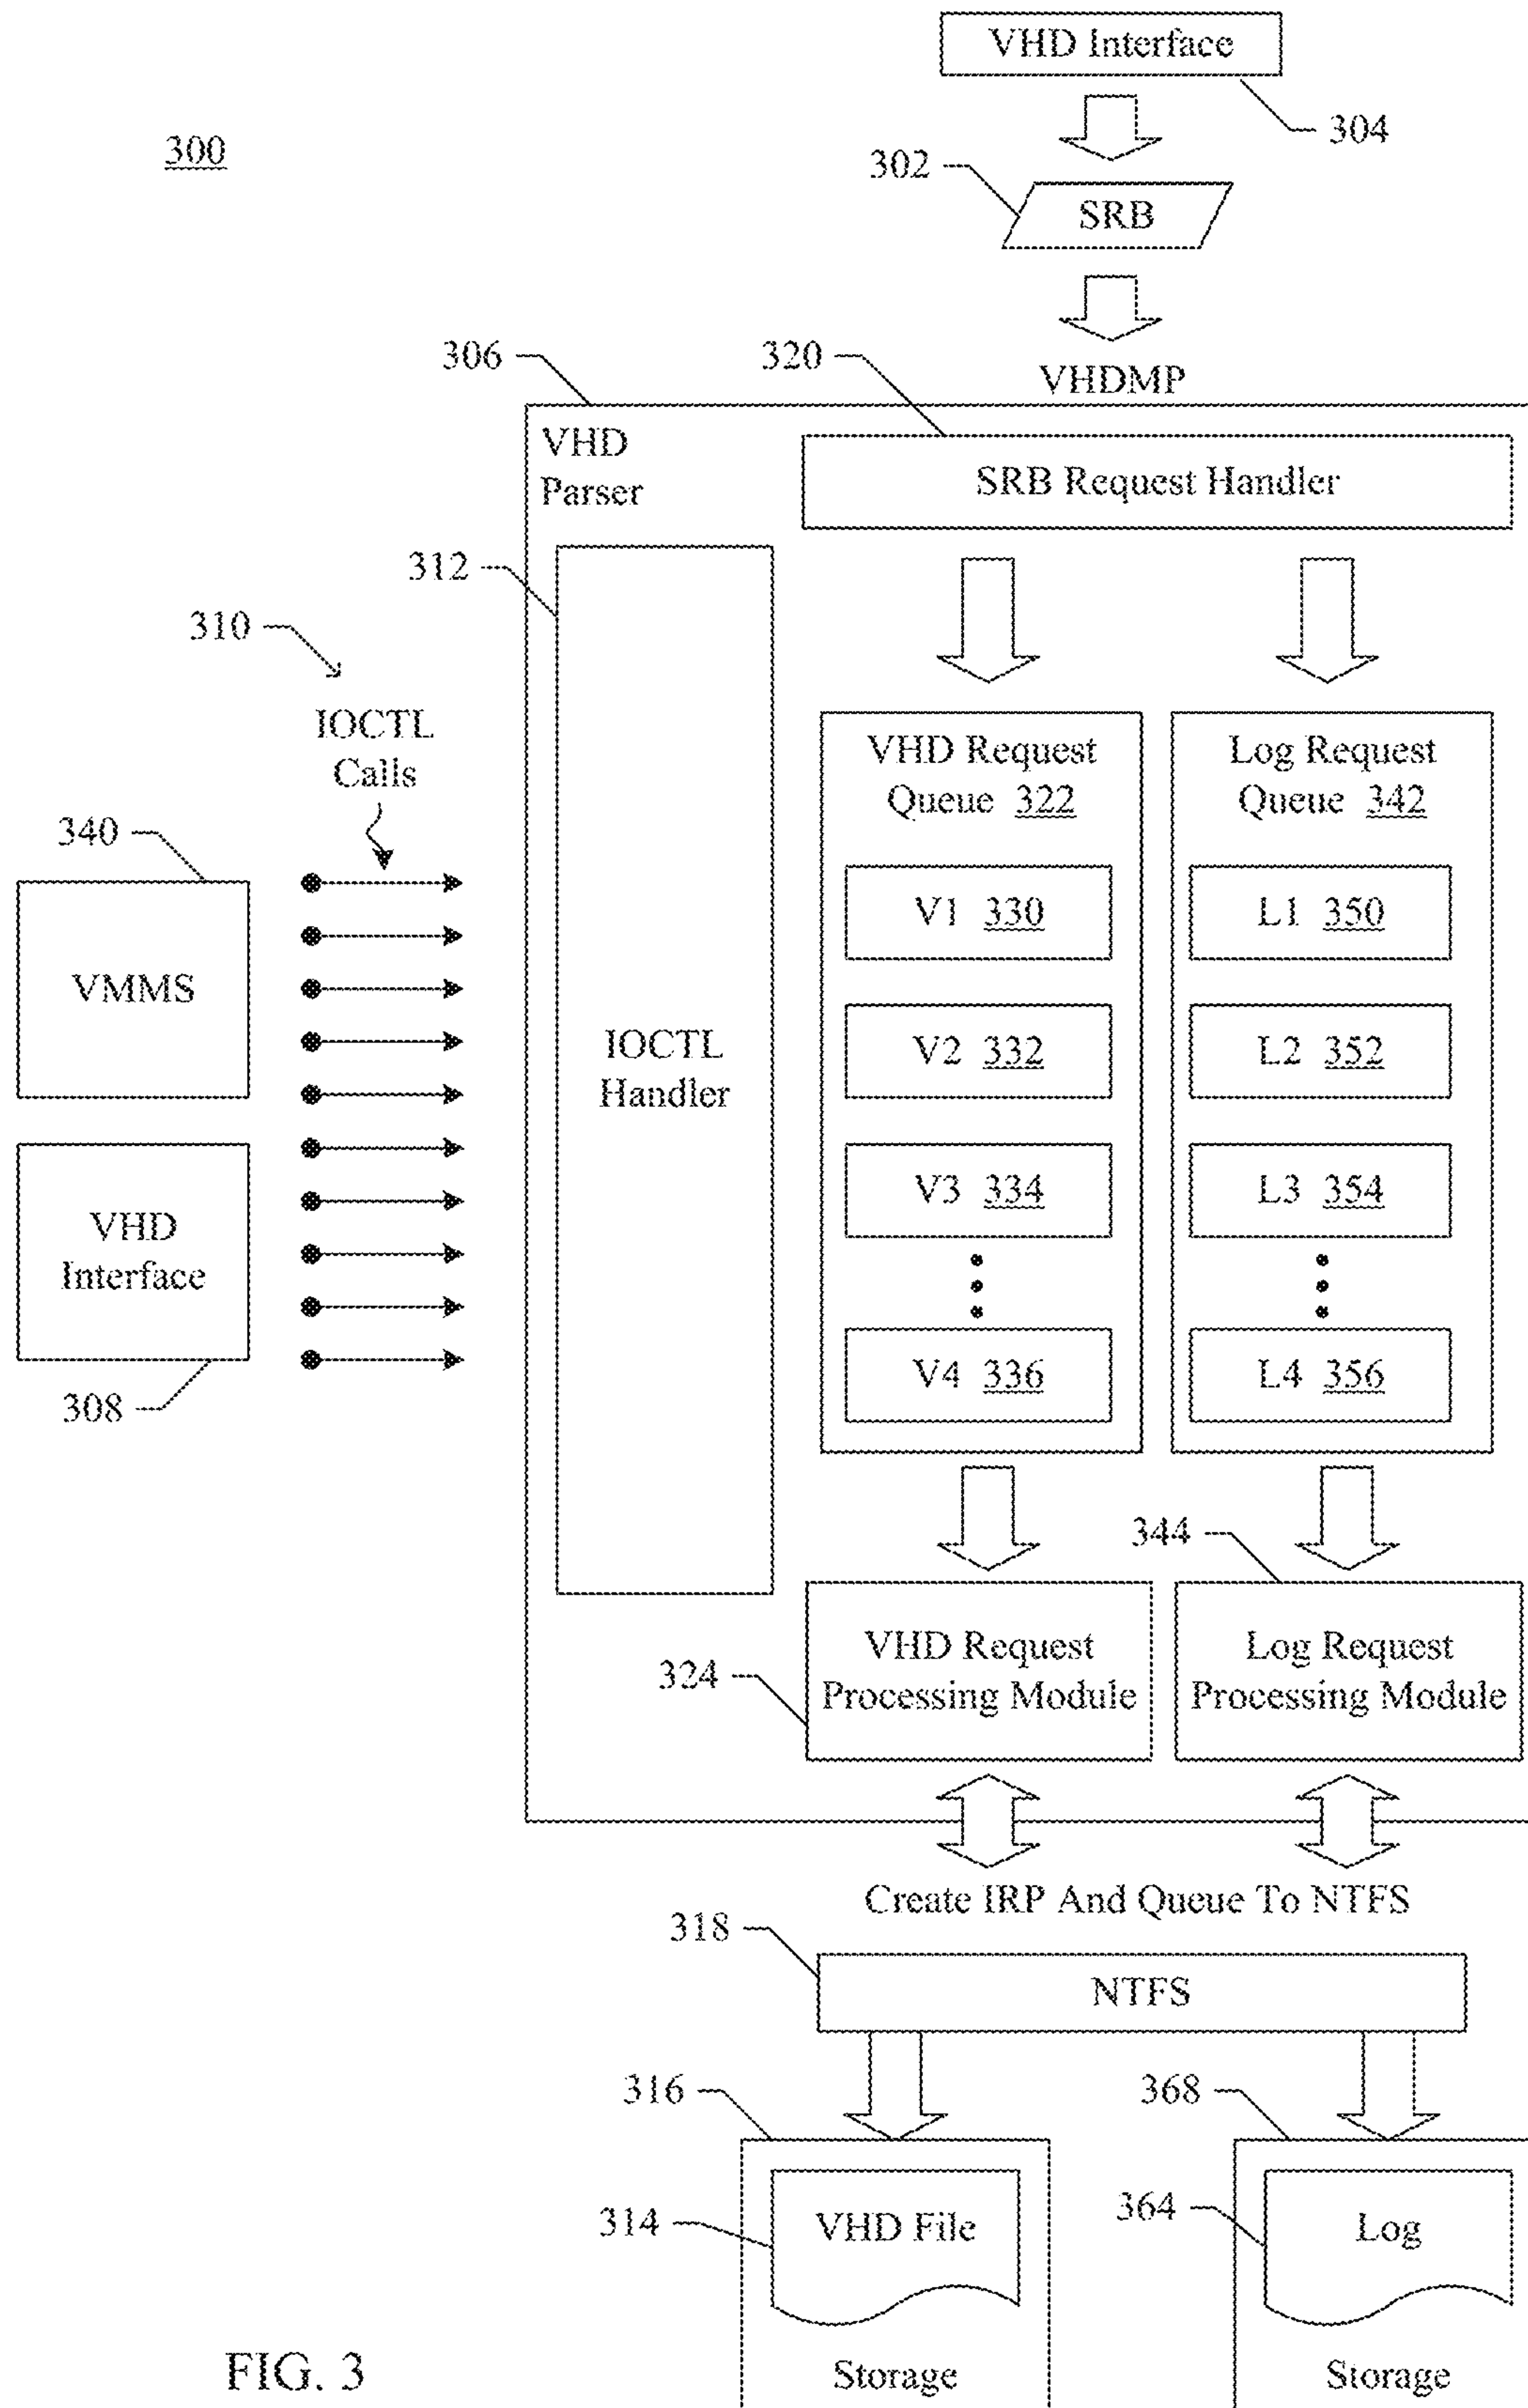 VHD Interface
304
300
302
SRB
306
320
VHDMP
VHD
Parser
SRB Request Handler
312
310
IOCTL
Calls
VHD Request
Queue 322
Log Request
Queue 342
340
VMMS
V1 330
L1 350
IOCTL
Handler
V2 332
L2 352
V3 334
L3 354
VHD
Interface
308
V4 336
L4 356
344
324
VHD Request
Processing Module
Log Request
Processing Module
Create IRP And Queue To NTFS
318
NTFS
316
368
314
VHD File
364
Log
Storage
Storage
FIG. 3